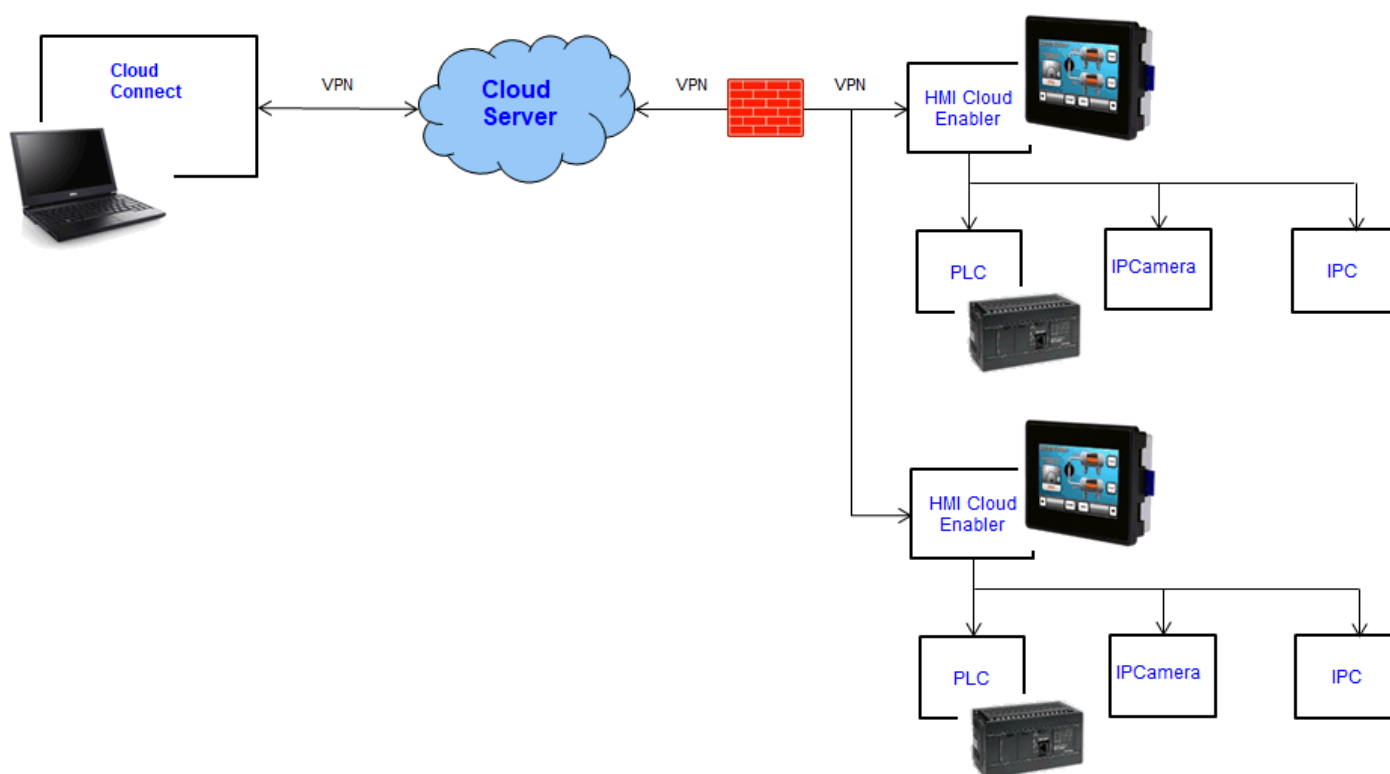 Cloud
Connect
VPN
Cloud
Server
VPN
VPN
HMI Cloud
Enabler
PLC
IPCamera
IPC
HMI Cloud
Enabler
PLC
IPCamera
IPC